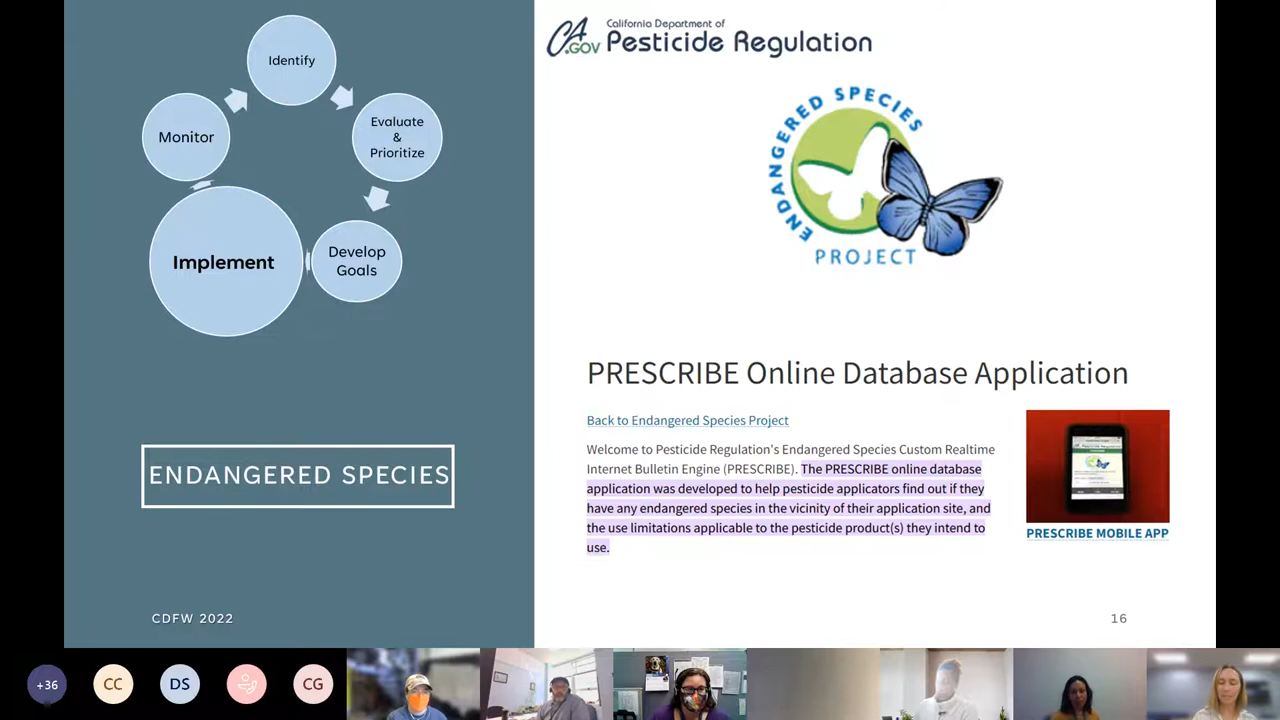 Identify
Evaluate
&
Prioritize
Develop
Goals
Implement
Monitor
ENDANGERED SPECIES
CDFW 2022
CA
.GOV
California Department of
Pesticide Regulation
ENDANGERED SPECIES
PROJECT
PRESCRIBE Online Database Application
Back to Endangered Species Project
Welcome to Pesticide Regulation's Endangered Species Custom Realtime
Internet Bulletin Engine (PRESCRIBE). The PRESCRIBE online database
application was developed to help pesticide applicators find out if they
have any endangered species in the vicinity of their application site, and
the use limitations applicable to the pesticide product(s) they intend to
use.
PRESCRIBE MOBILE APP
16
+36
CC
DS
CG